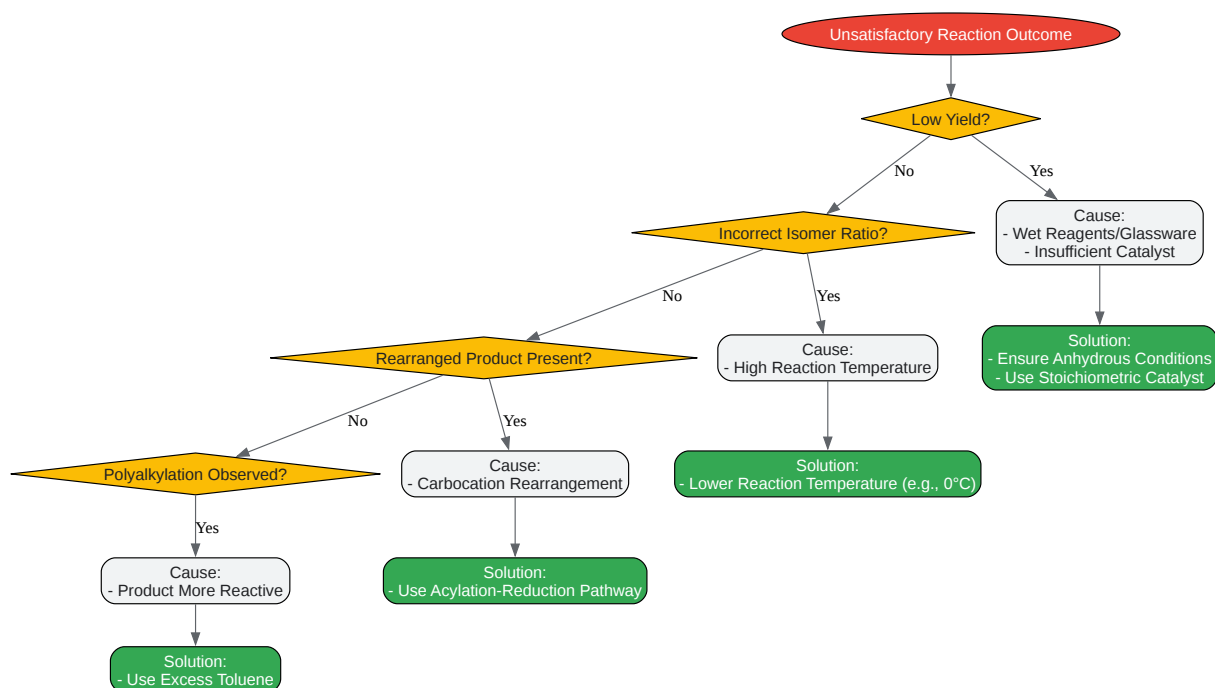 Unsatisfactory Reaction Outcome
Low Yield?
No
Yes
Incorrect Isomer Ratio?
Cause:
- Wet Reagents/Glassware
- Insufficient Catalyst
No
Yes
Solution:
- Ensure Anhydrous Conditions
- Use Stoichiometric Catalyst
Rearranged Product Present?
Cause:
- High Reaction Temperature
No
Yes
Polyalkylation Observed?
Cause:
- Carbocation Rearrangement
Solution:
- Lower Reaction Temperature (e.g., 0°C)
Yes
Cause:
- Product More Reactive
Solution:
- Use Acylation-Reduction Pathway
Solution:
- Use Excess Toluene